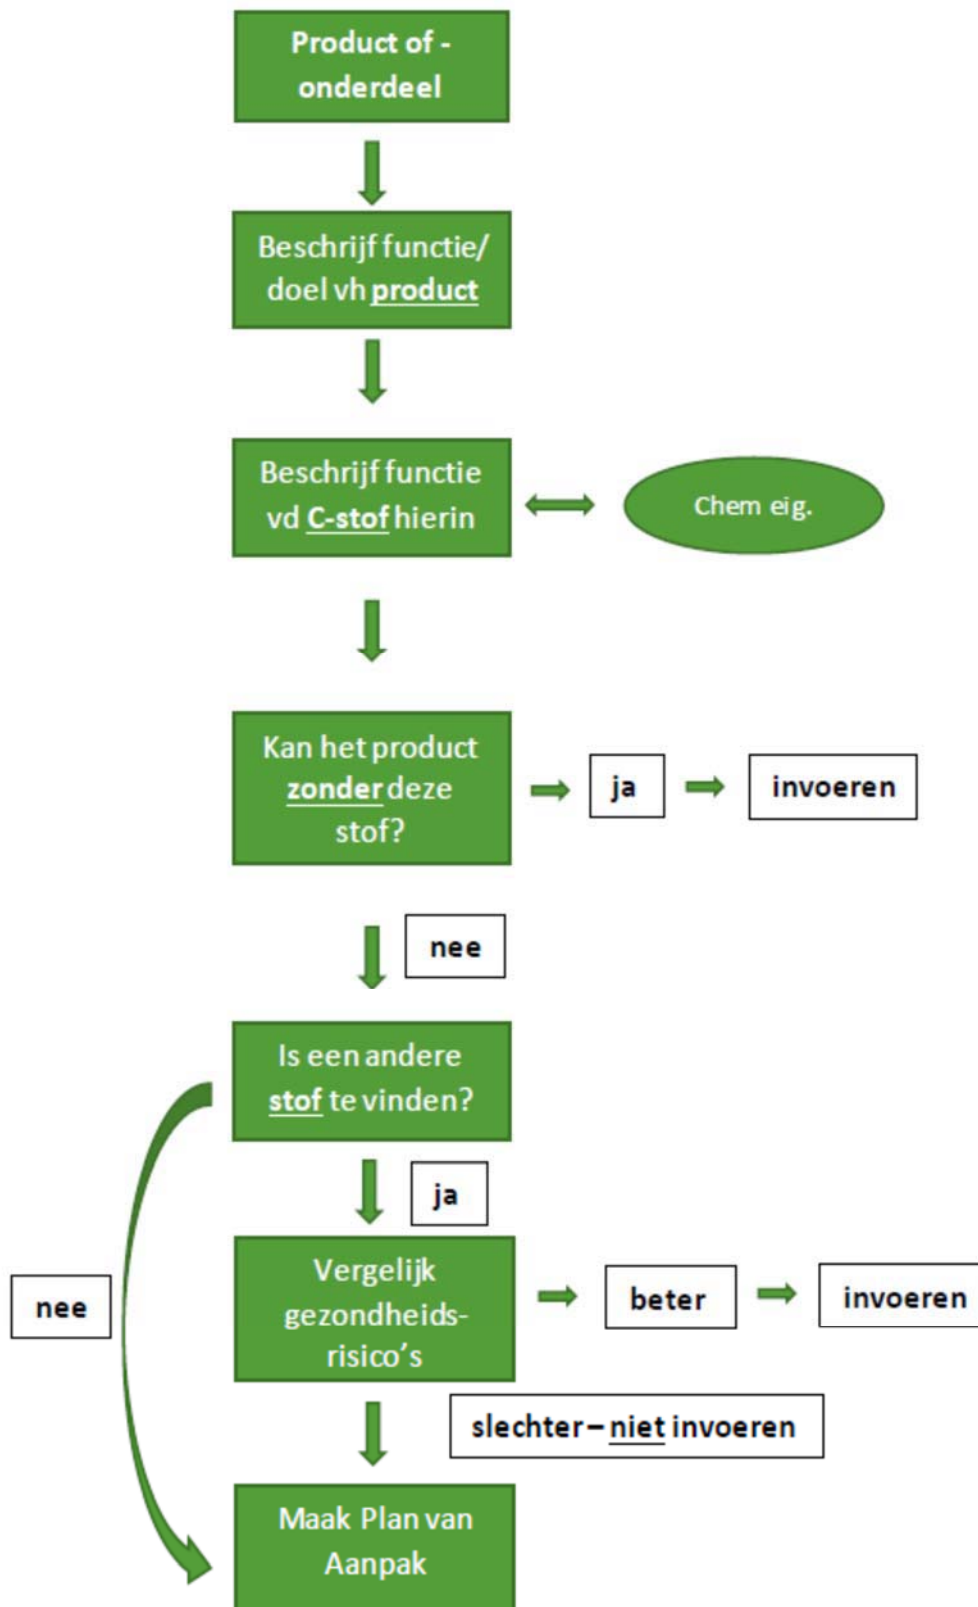 Product of -
onderdeel
Beschrijf functie/
doel vh product
Beschrijf functie
vd C-stof hierin
Chem eig.
Kan het product
zonder deze
stof?
ja
invoeren
nee
Is een andere
stof te vinden?
ja
nee
Vergelijk
gezondheids-
risico's
beter
invoeren
slechter – niet invoeren
Maak Plan van
Aanpak